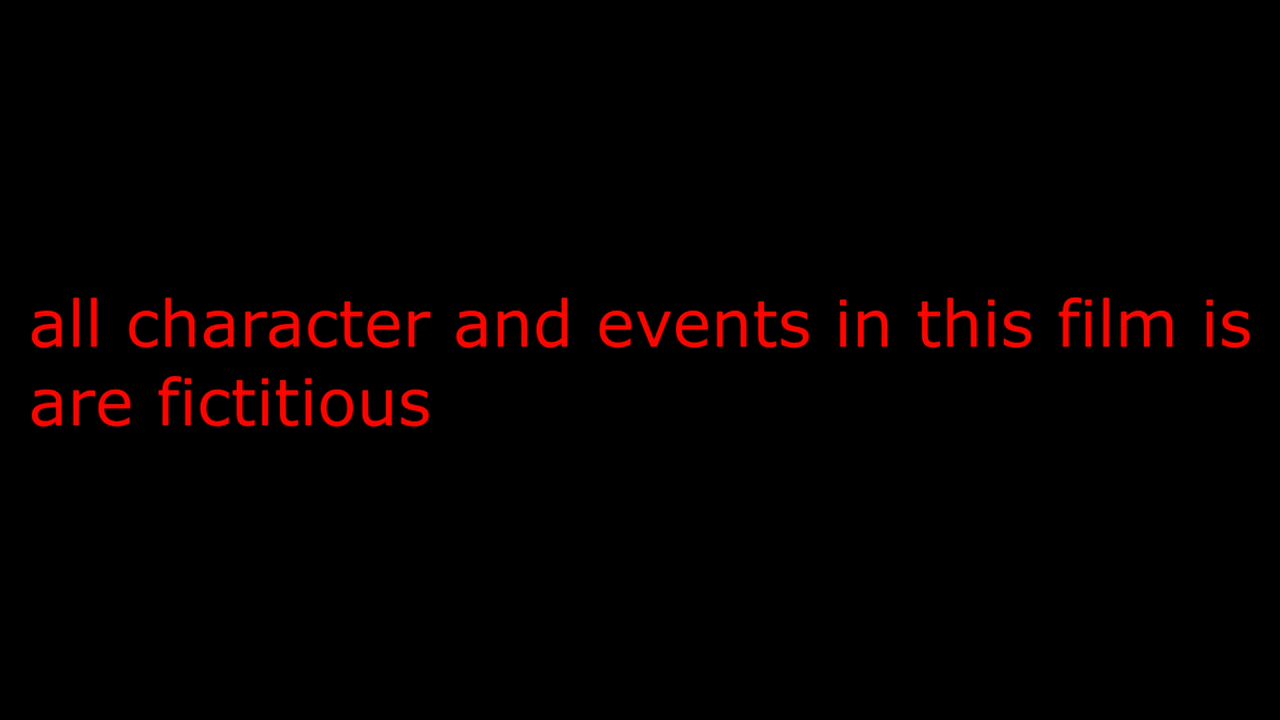 all character and events in this film is
are fictitious